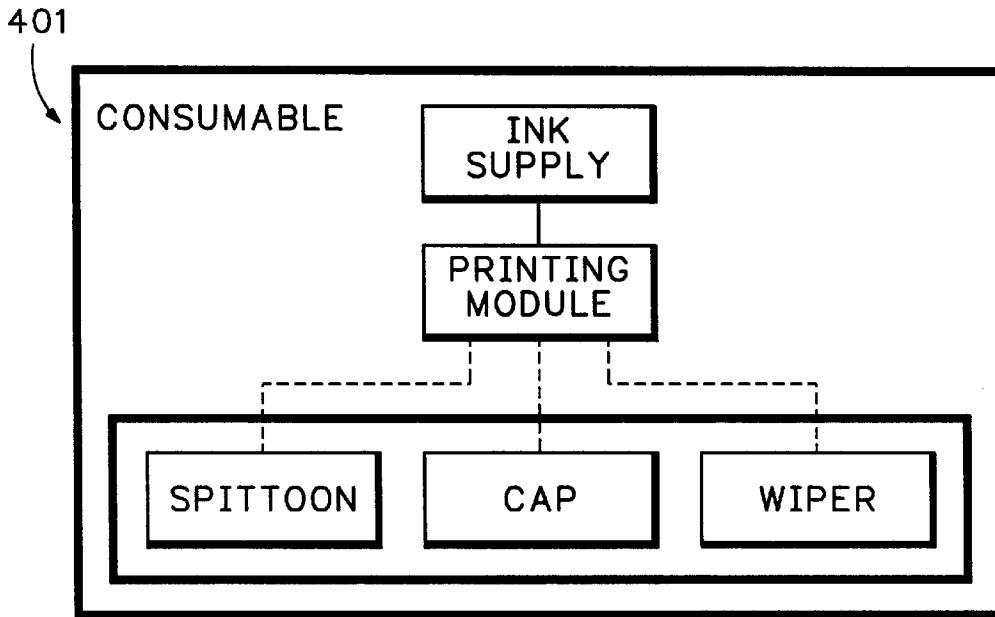 401
CONSUMABLE
INK
SUPPLY
PRINTING
MODULE
SPITTOON
CAP
WIPER